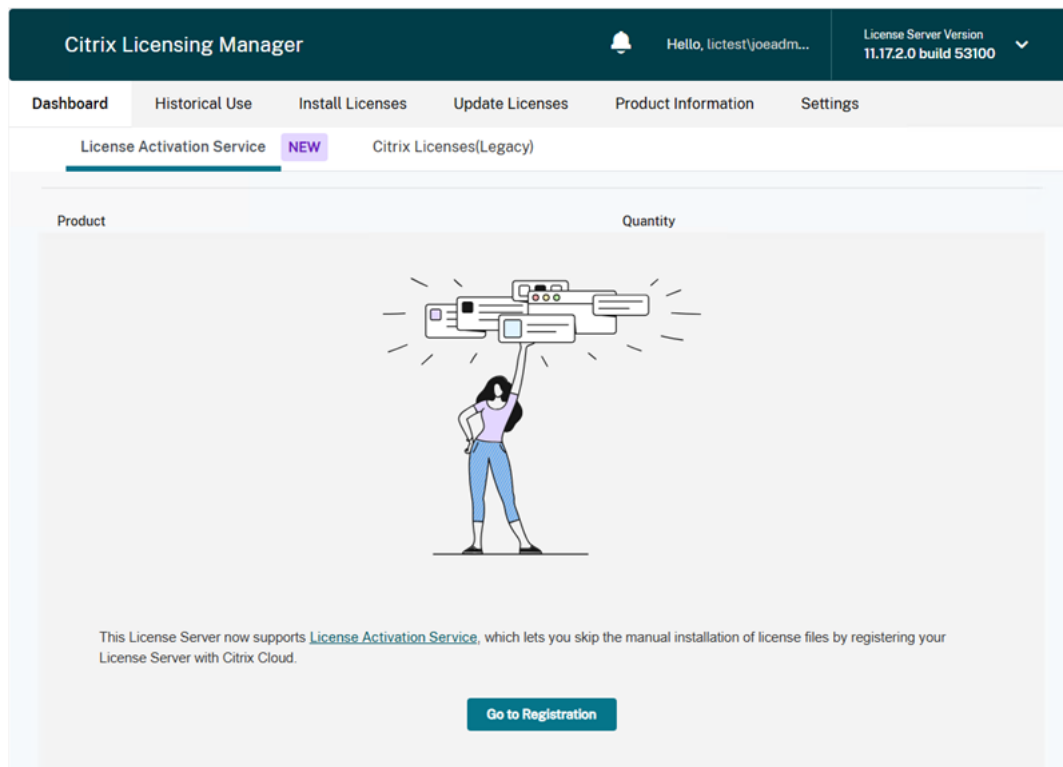 Citrix Licensing Manager
Hello, lictest\joeadm...
License Server Version
11.17.2.0 build 53100
Dashboard Historical Use Install Licenses Update Licenses Product Information Settings
License Activation Service NEW Citrix Licenses(Legacy)
Product Quantity
This License Server now supports License Activation Service, which lets you skip the manual installation of license files by registering your
License Server with Citrix Cloud.
Go to Registration